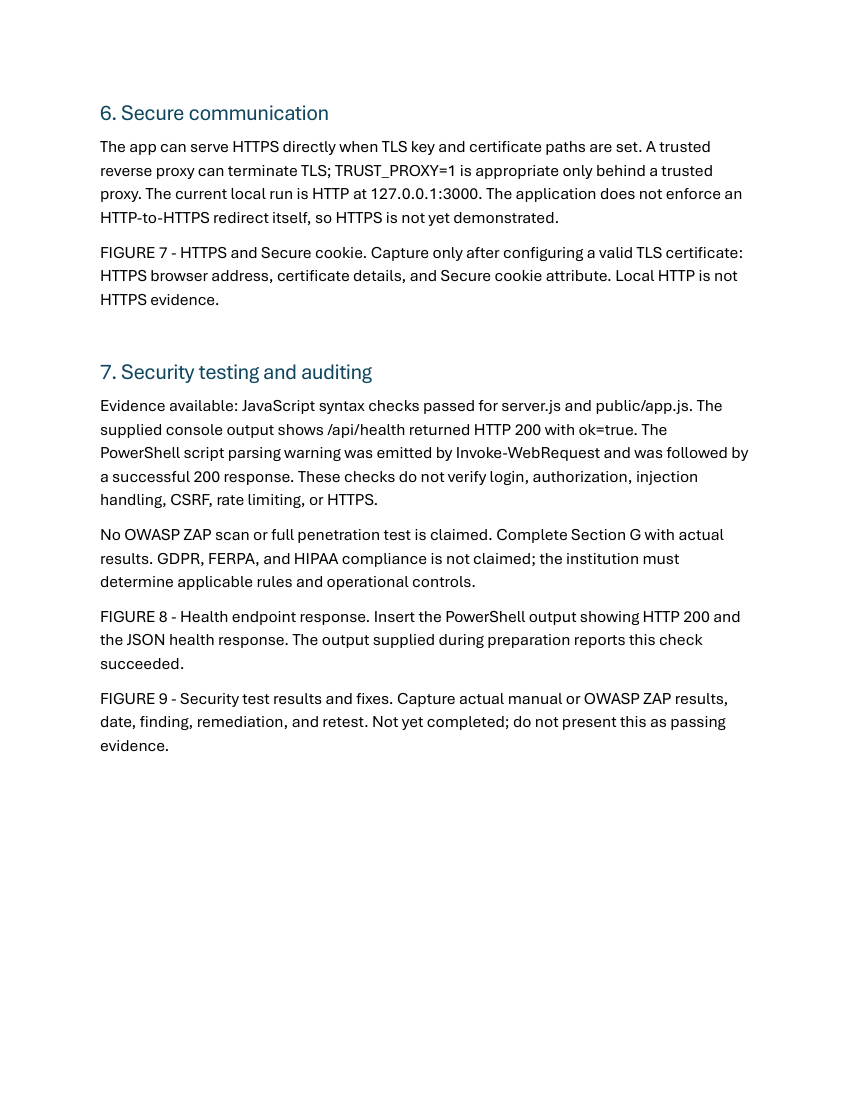 6. Secure communication
The app can serve HTTPS directly when TLS key and certificate paths are set. A trusted
reverse proxy can terminate TLS; TRUST_PROXY=1 is appropriate only behind a trusted
proxy. The current local run is HTTP at 127.0.0.1:3000. The application does not enforce an
HTTP-to-HTTPS redirect itself, so HTTPS is not yet demonstrated.
FIGURE 7 - HTTPS and Secure cookie. Capture only after configuring a valid TLS certificate:
HTTPS browser address, certificate details, and Secure cookie attribute. Local HTTP is not
HTTPS evidence.
7. Security testing and auditing
Evidence available: JavaScript syntax checks passed for server.js and public/app.js. The
supplied console output shows /api/health returned HTTP 200 with ok=true. The
PowerShell script parsing warning was emitted by Invoke-WebRequest and was followed by
a successful 200 response. These checks do not verify login, authorization, injection
handling, CSRF, rate limiting, or HTTPS.
No OWASP ZAP scan or full penetration test is claimed. Complete Section G with actual
results. GDPR, FERPA, and HIPAA compliance is not claimed; the institution must
determine applicable rules and operational controls.
FIGURE 8 - Health endpoint response. Insert the PowerShell output showing HTTP 200 and
the JSON health response. The output supplied during preparation reports this check
succeeded.
FIGURE 9 - Security test results and fixes. Capture actual manual or OWASP ZAP results,
date, finding, remediation, and retest. Not yet completed; do not present this as passing
evidence.